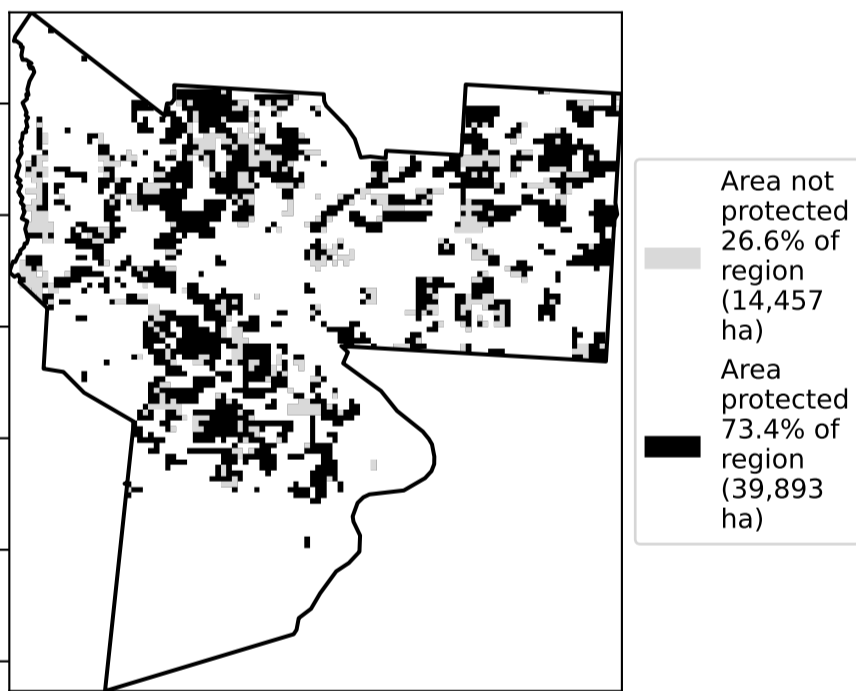 Area not
protected
26.6% of
region
(14,457
ha)
Area
protected
73.4% of
region
(39,893
ha)